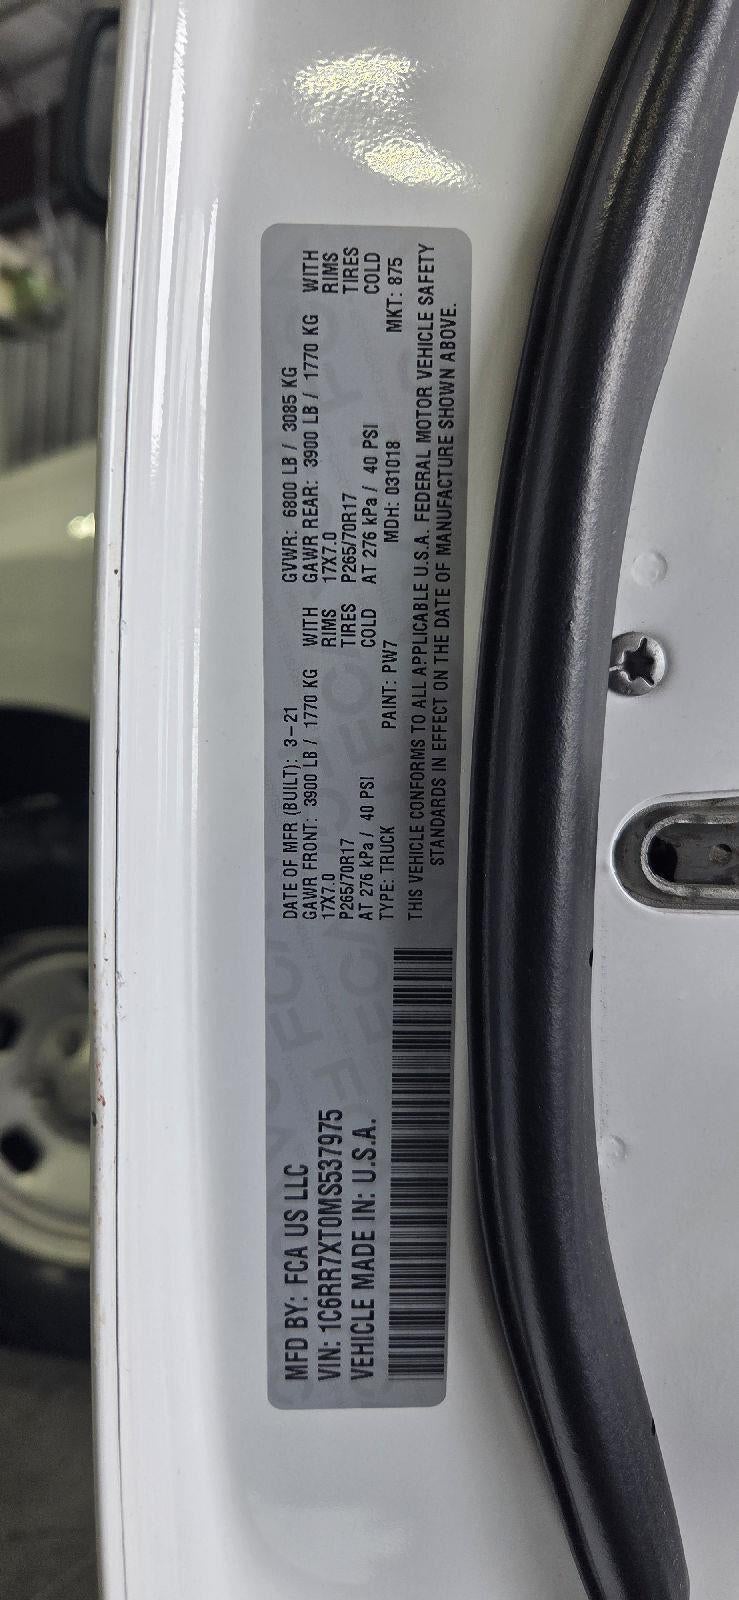 MFD BY: FCA US LLC
VIN: 1C6RR7XT0MS537975
VEHICLE MADE IN: U.S.A.
DATE OF MFR (BUILT): 3-21 GVWR: 6800 LB / 3085 KG
GAWR FRONT: 3900 LB / 1770 KG WITH GAWR REAR: 3900 LB / 1770 KG WITH
17X7.0 RIMS 17X7.0 RIMS
P265/70R17 TIRES P265/70R17 TIRES
AT 276 kPa / 40 PSI COLD AT 276 kPa / 40 PSI COLD
TYPE: TRUCK PAINT: PW7 MDH: 031018 MKT: 875
THIS VEHICLE CONFORMS TO ALL APPLICABLE U.S.A. FEDERAL MOTOR VEHICLE SAFETY
STANDARDS IN EFFECT ON THE DATE OF MANUFACTURE SHOWN ABOVE.